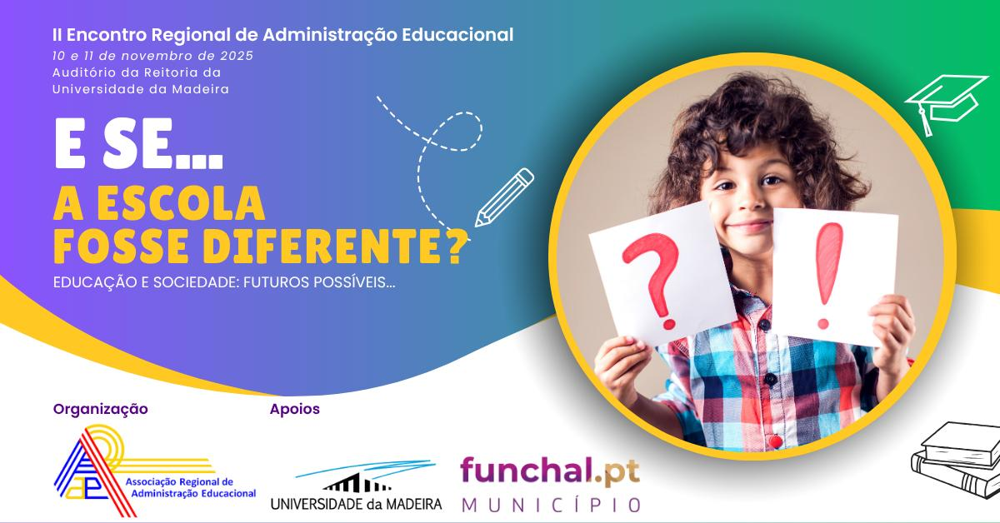 II Encontro Regional de Administração Educacional
10 e 11 de novembro de 2025
Auditório da Reitoria da
Universidade da Madeira
E SE...
A ESCOLA
FOSSE DIFERENTE?
EDUCAÇÃO E SOCIEDADE: FUTUROS POSSÍVEIS...
? !
Organização
Apoios
ArAE
Associação Regional de
Administração Educacional
UNIVERSIDADE da MADEIRA
funchal.pt
MUNICÍPIO